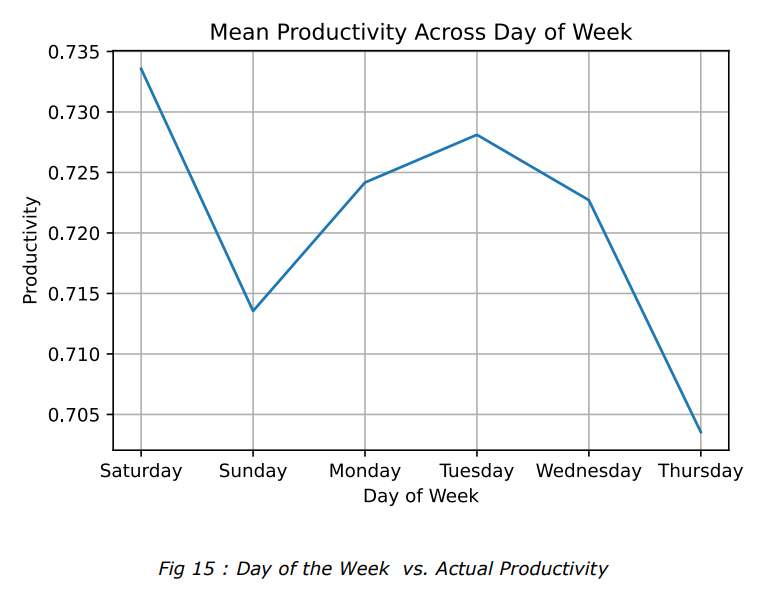 Mean Productivity Across Day of Week
0.735
0.730
0.725
0.720
0.715
0.710
0.705
Productivity
Saturday Sunday Monday Tuesday Wednesday Thursday
Day of Week
Fig 15 : Day of the Week vs. Actual Productivity